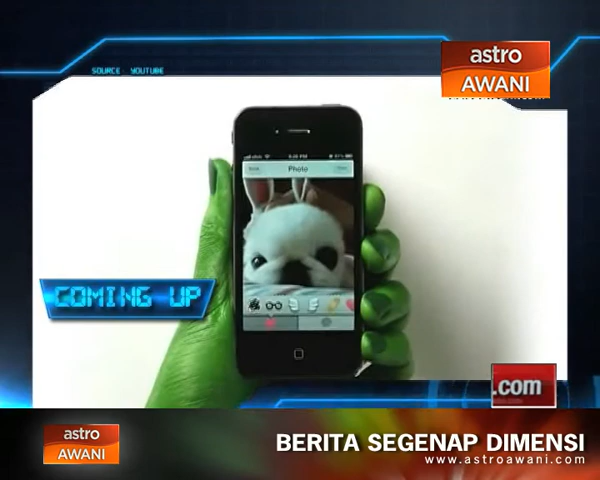 SOURCE: YOUTUBE
astro
AWANI
Photo
COMING UP
.com
astro
AWANI
BERITA SEGENAP DIMENSI
www.astroawani.com